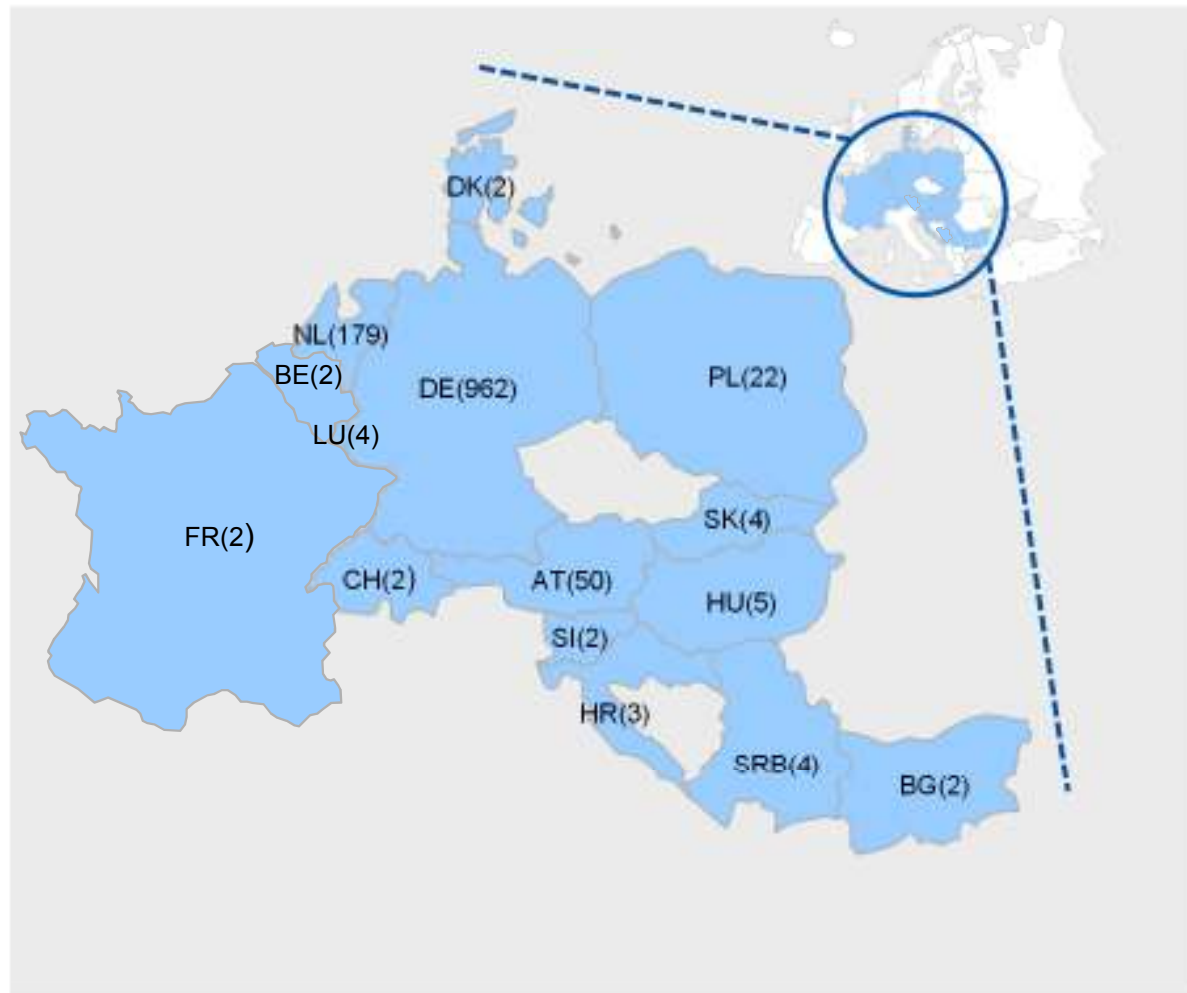 DK(2)
NL(179)
BE(2)
DE(962)
PL(22)
LU(4)
SK(4)
FR(2)
CH(2)
AT(50)
HU(5)
SI(2)
HR(3)
SRB(4)
BG(2)